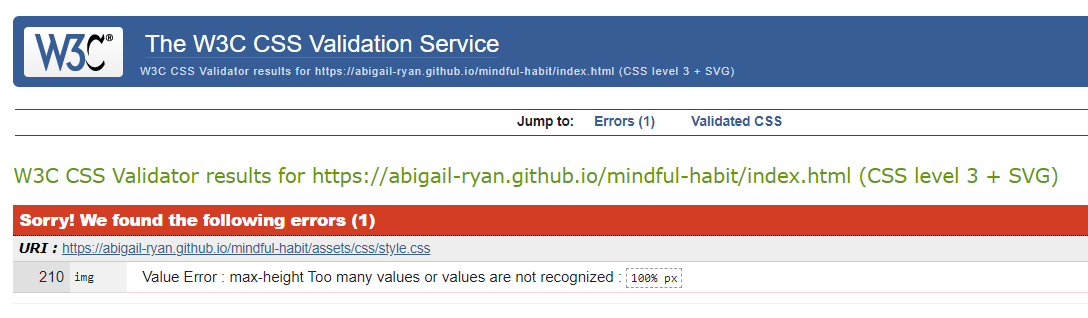 W3C®
The W3C CSS Validation Service
W3C CSS Validator results for https://abigail-ryan.github.io/mindful-habit/index.html (CSS level 3 + SVG)
Jump to: Errors (1) Validated CSS
W3C CSS Validator results for https://abigail-ryan.github.io/mindful-habit/index.html (CSS level 3 + SVG)
Sorry! We found the following errors (1)
URI : https://abigail-ryan.github.io/mindful-habit/assets/css/style.css
210 img Value Error : max-height Too many values or values are not recognized : 100% px